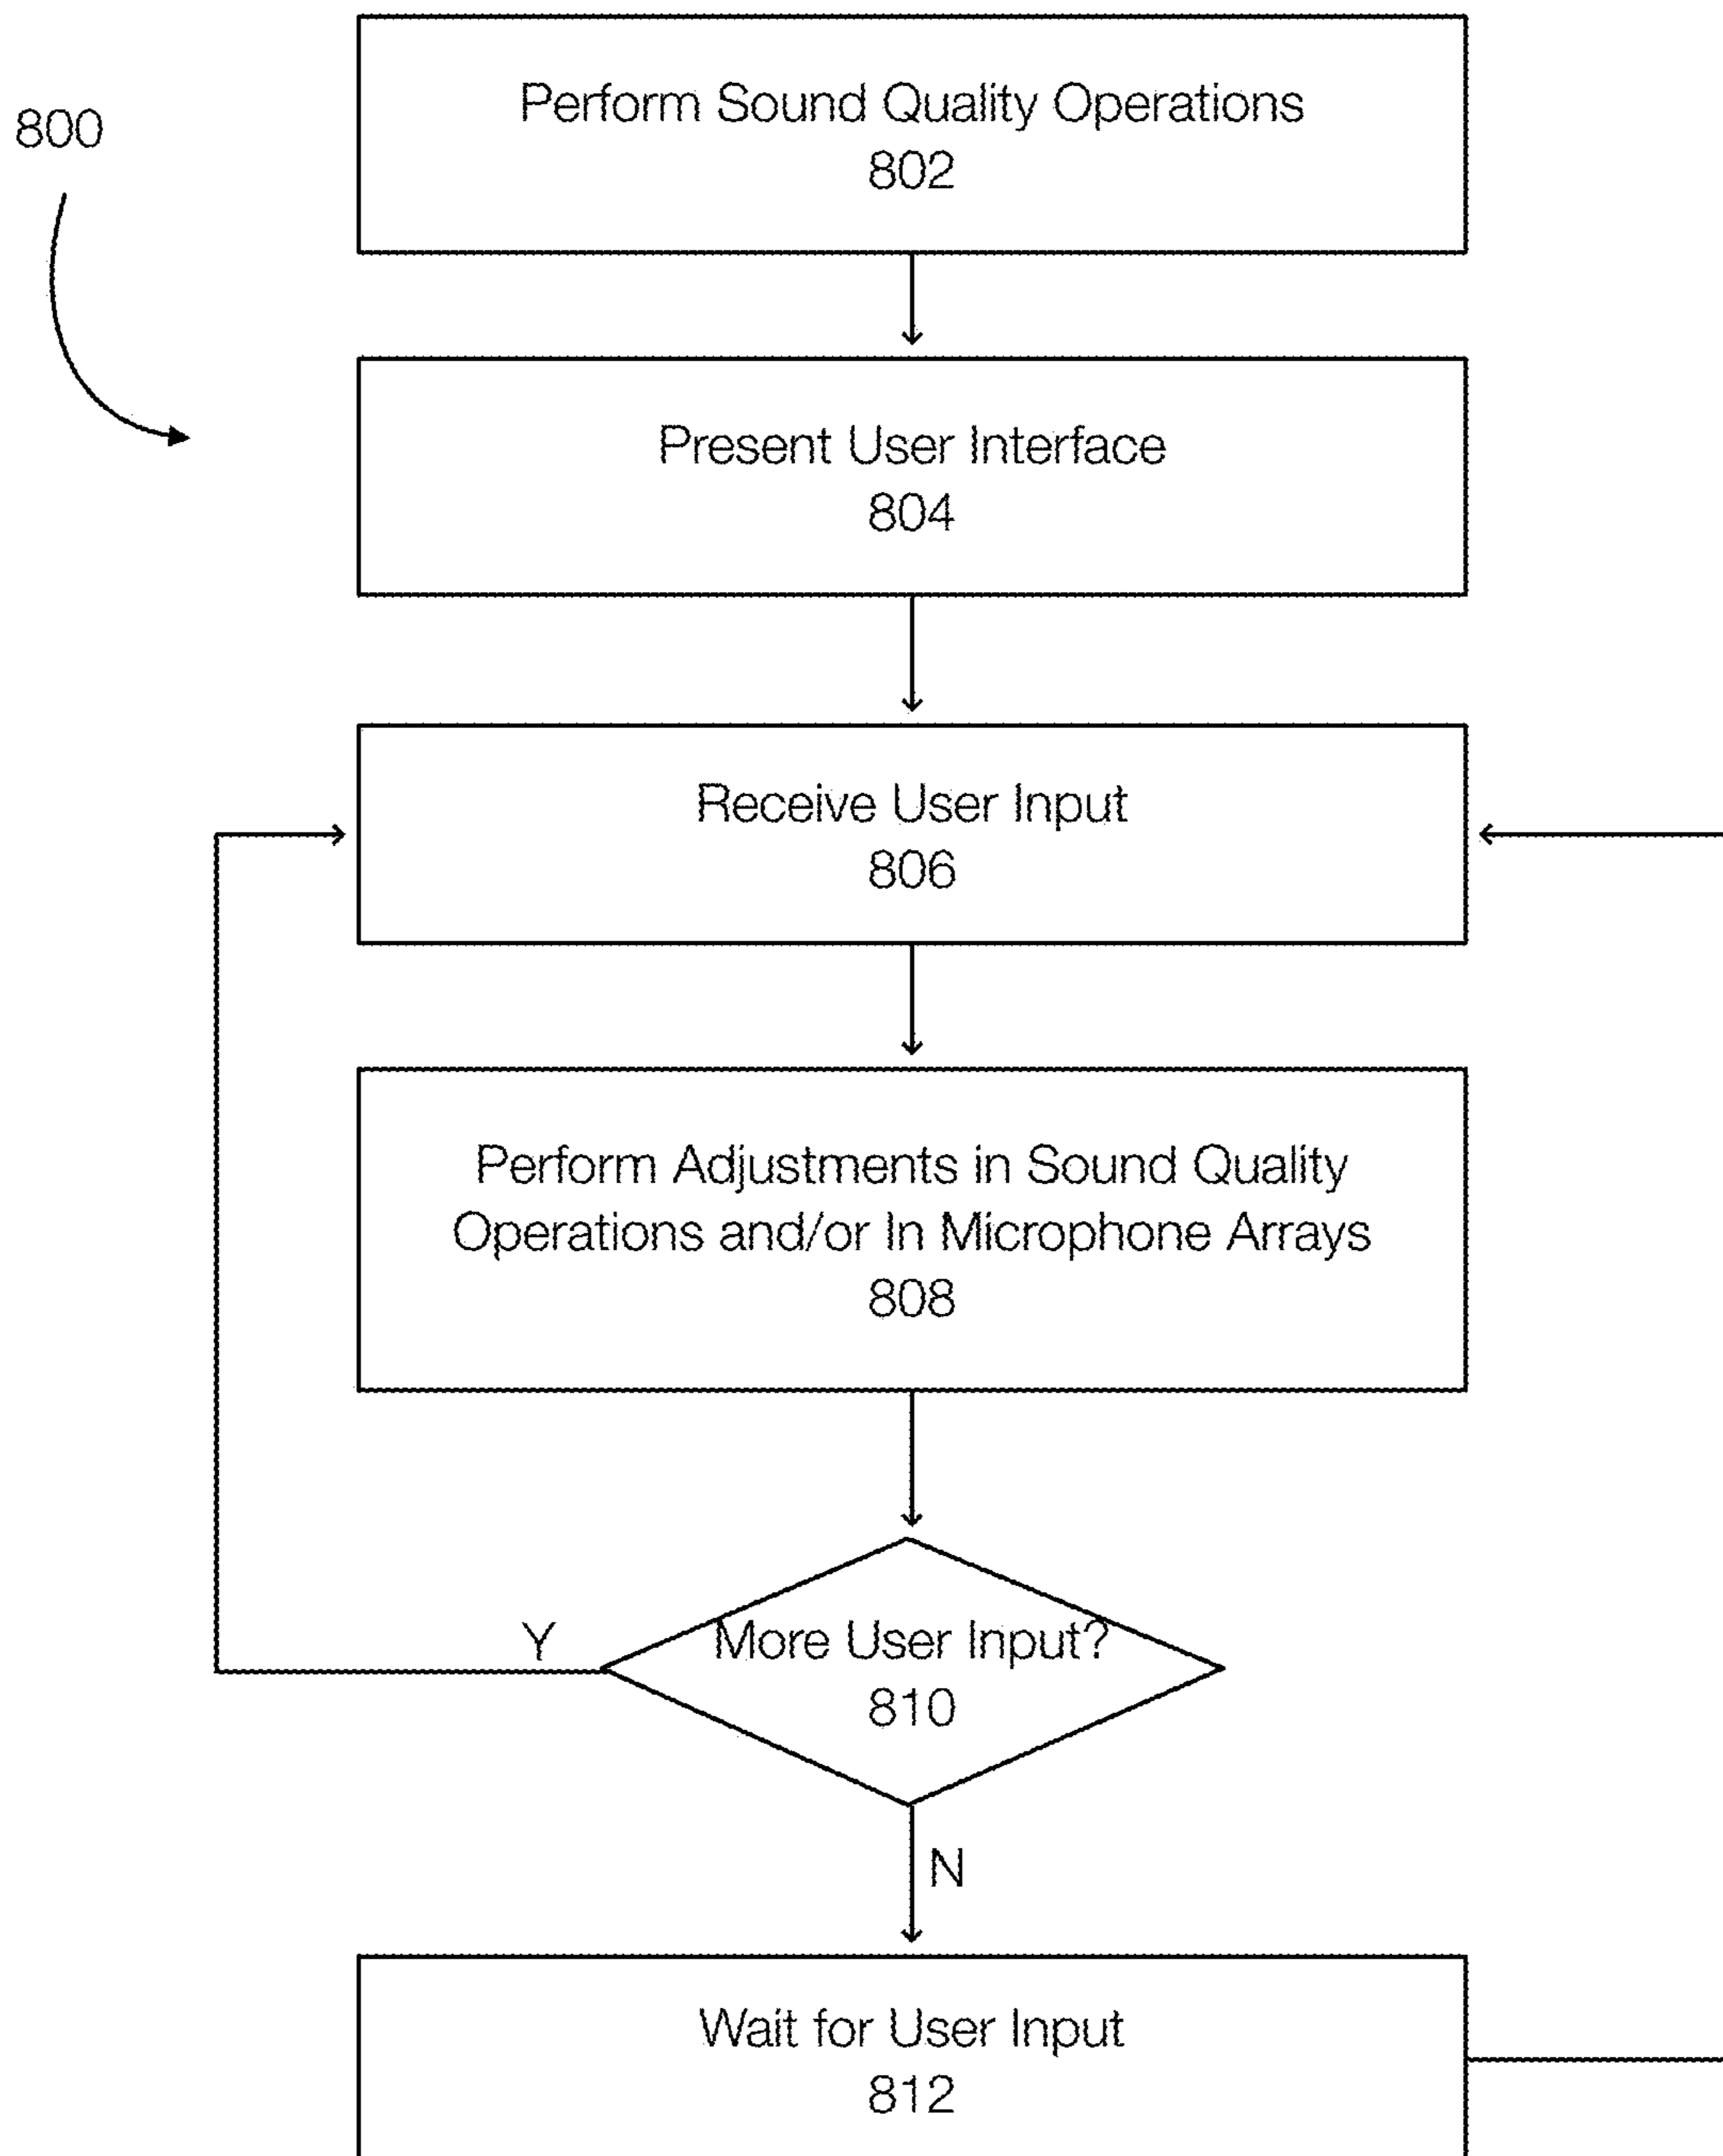 800
Perform Sound Quality Operations
802
Present User Interface
804
Receive User Input
806
Perform Adjustments in Sound Quality
Operations and/or In Microphone Arrays
808
Y
More User Input?
810
N
Wait for User Input
812